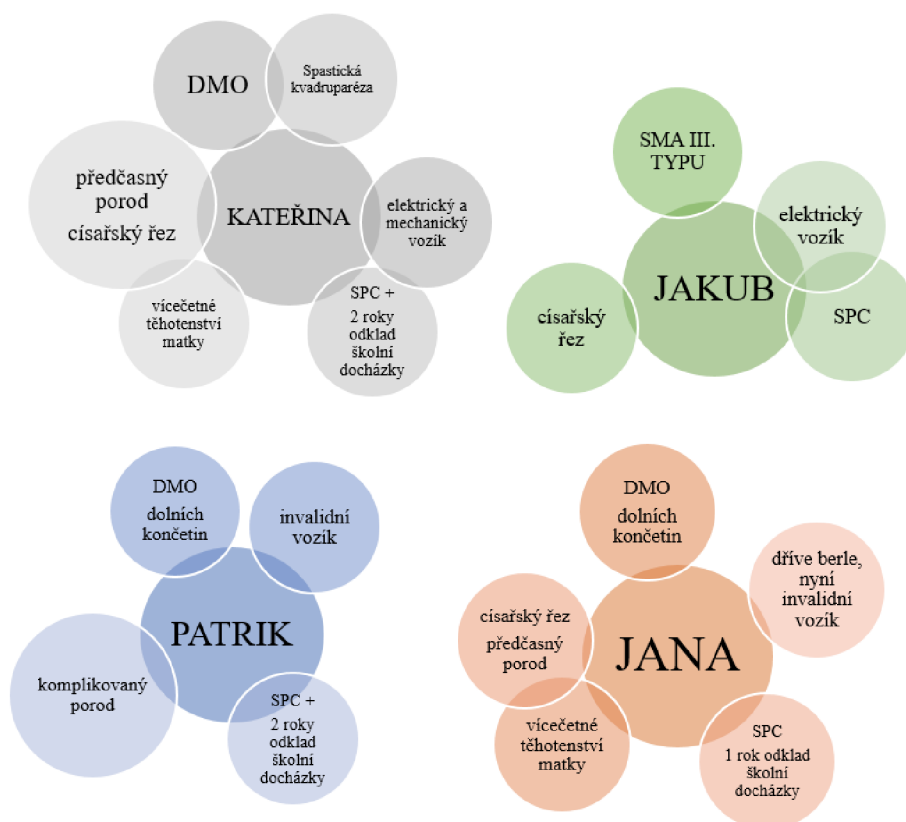 DMO
Spastická
kvadruparéza
předčasný
porod
císařský řez
KATEŘINA
elektrický a
mechanický
vozík
vícečetné
těhotenství
matky
SPC +
2 roky
odklad
školní
docházky
SMA III.
TYPU
elektrický
vozík
JAKUB
císařský
řez
SPC
DMO
dolních
končetin
invalidní
vozík
PATRIK
komplikovaný
porod
SPC +
2 roky
odklad
školní
docházky
DMO
dolních
končetin
dříve berle,
nyní
invalidní
vozík
císařský řez
předčasný
porod
JANA
vícečetné
těhotenství
matky
SPC
1 rok odklad
školní
docházky